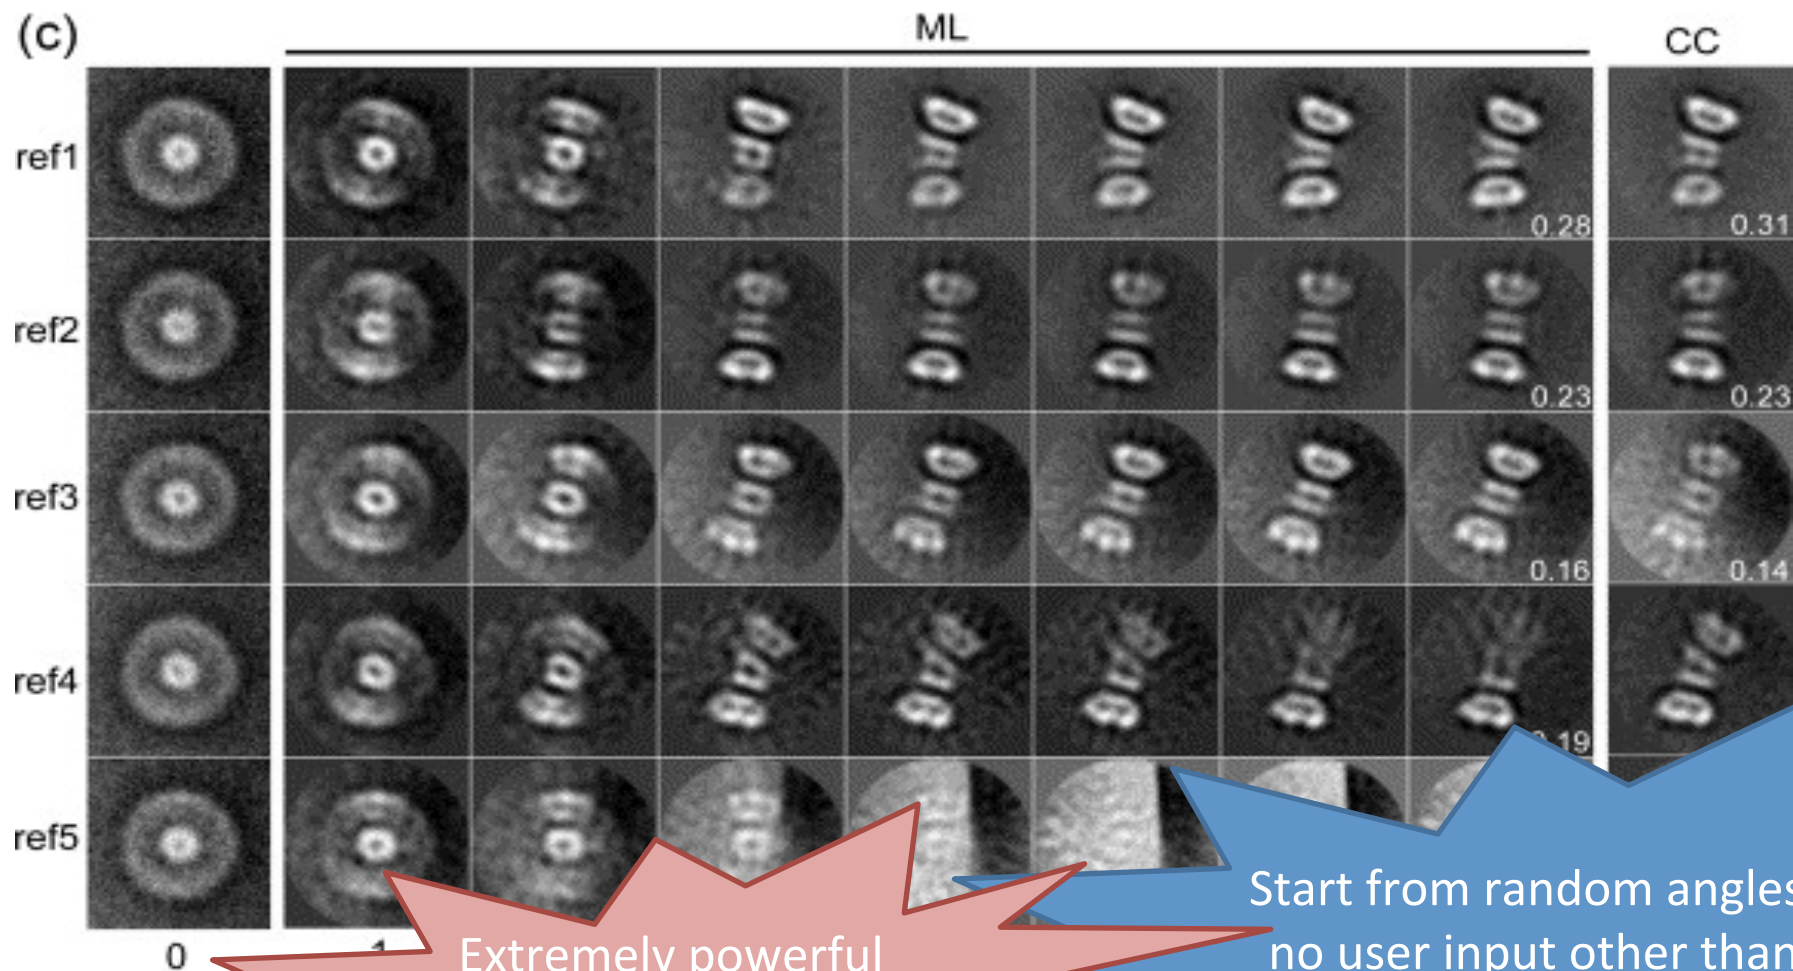 (c)
ML
CC
ref1
0.28
0.31
ref2
0.23
0.23
ref3
0.16
0.14
ref4
ref5
0
1
Start from random angles
Extremely powerful
no user input other than